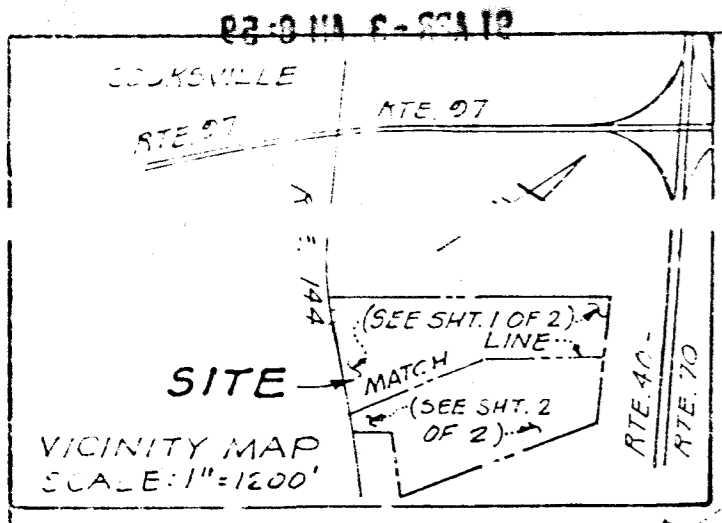 COOKSVILLE
RTE. 97
RTE. 97
RTE. 144
(SEE SHT. 1 OF 2)
MATCH LINE
SITE
(SEE SHT. 2
OF 2)
RTE. 40 -
RTE. 70
VICINITY MAP
SCALE: 1"=1200'